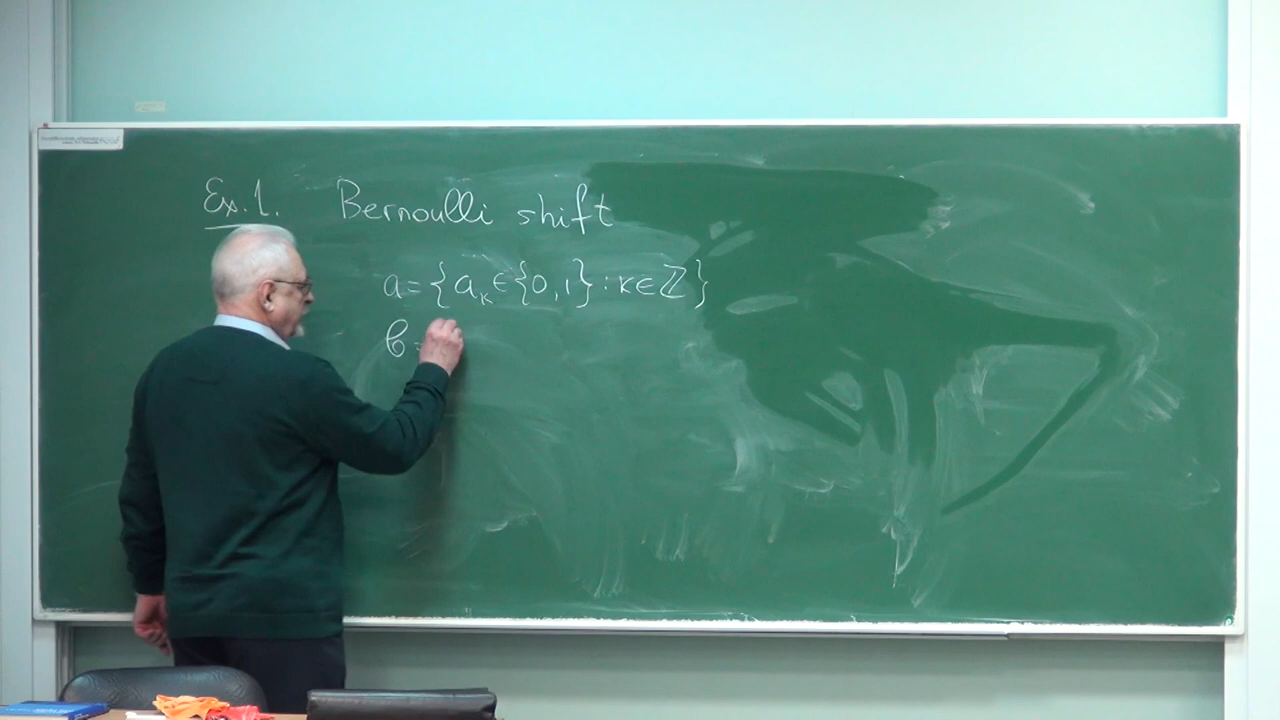 Ex. 1. Bernoulli shift
a = { a_k ∈ {0, 1} : k ∈ ℤ }
b =